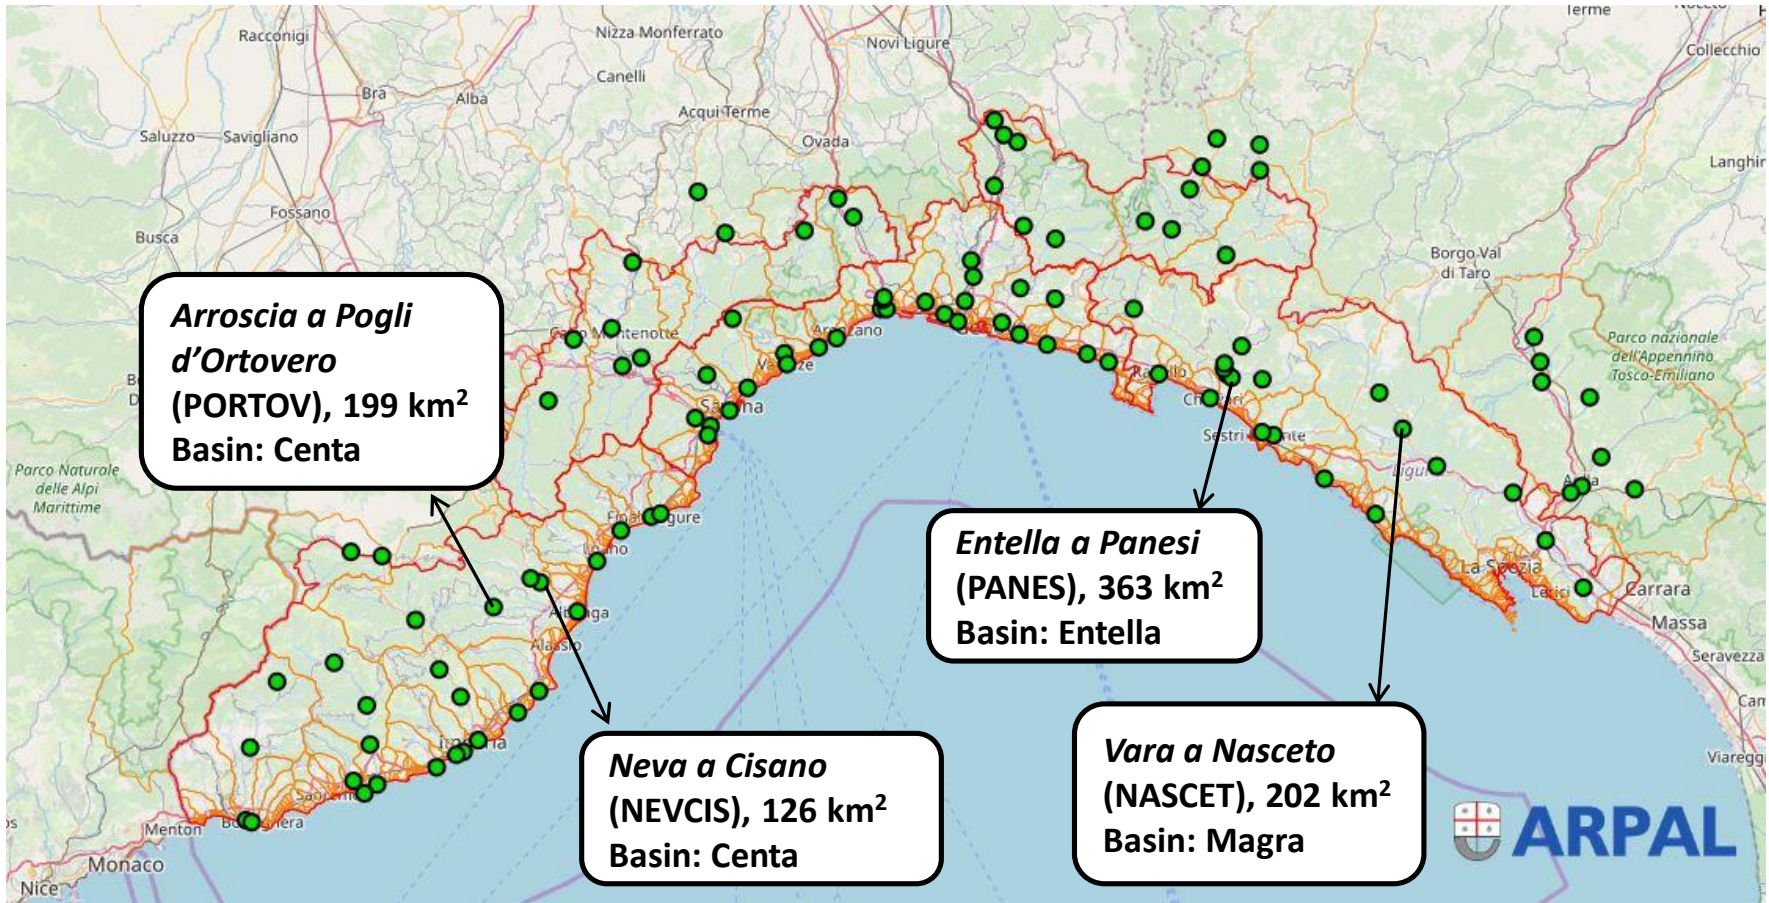 Racconigi
Nizza Monferrato
Novi Ligure
Terme
Collecchio
Canelli
Bra
Alba
Acqui Terme
Ovada
Saluzzo
Savigliano
Fossano
Busca
Borgo Val
di Taro
Parco nazionale
dell'Appennino
Tosco-Emiliano
Arroscia a Pogli
d'Ortovero
(PORTOV), 199 km²
Basin: Centa
Parco Naturale
delle Alpi
Marittime
Alassio
La Spezia
Lerici
Carrara
Massa
Seravezza
Viareggi
Entella a Panesi
(PANES), 363 km²
Basin: Entella
Neva a Cisano
(NEVCIS), 126 km²
Basin: Centa
Vara a Nasceto
(NASCET), 202 km²
Basin: Magra
ARPAL
Menton
Monaco
Nice